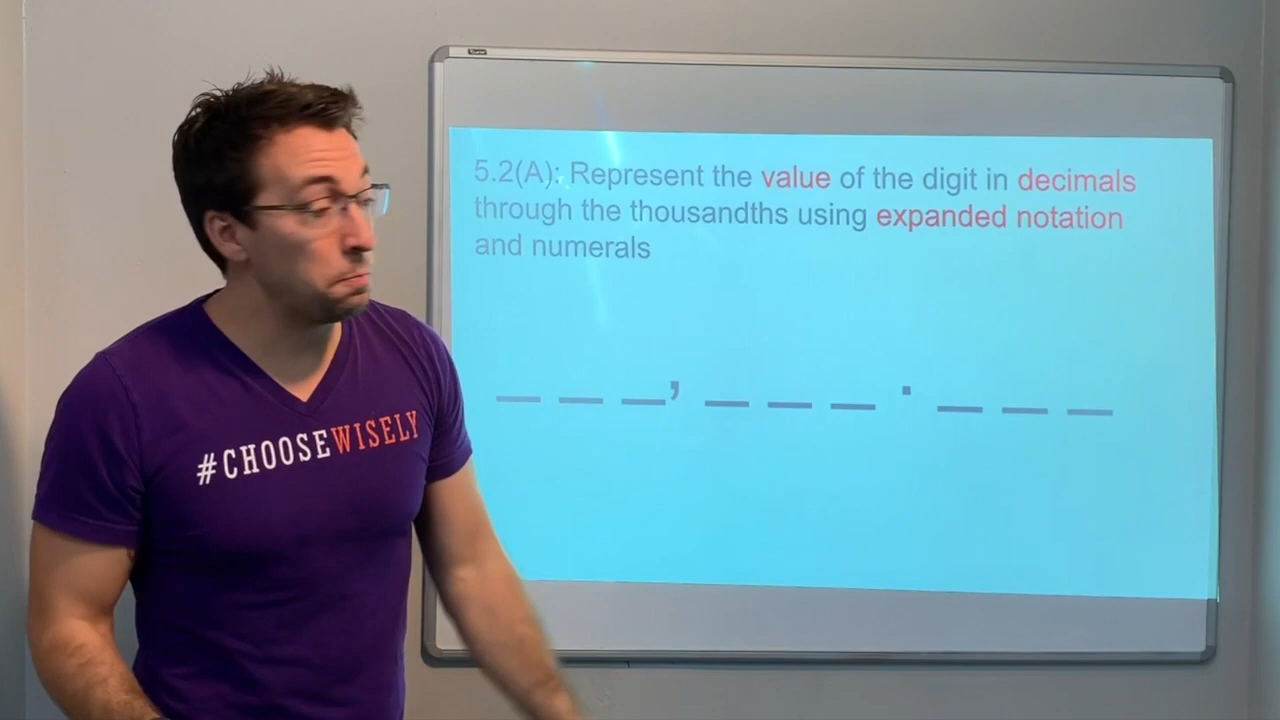 5.2(A): Represent the value of the digit in decimals
through the thousandths using expanded notation
and numerals
_ _ _, _ _ _ . _ _ _
#CHOOSEWISELY